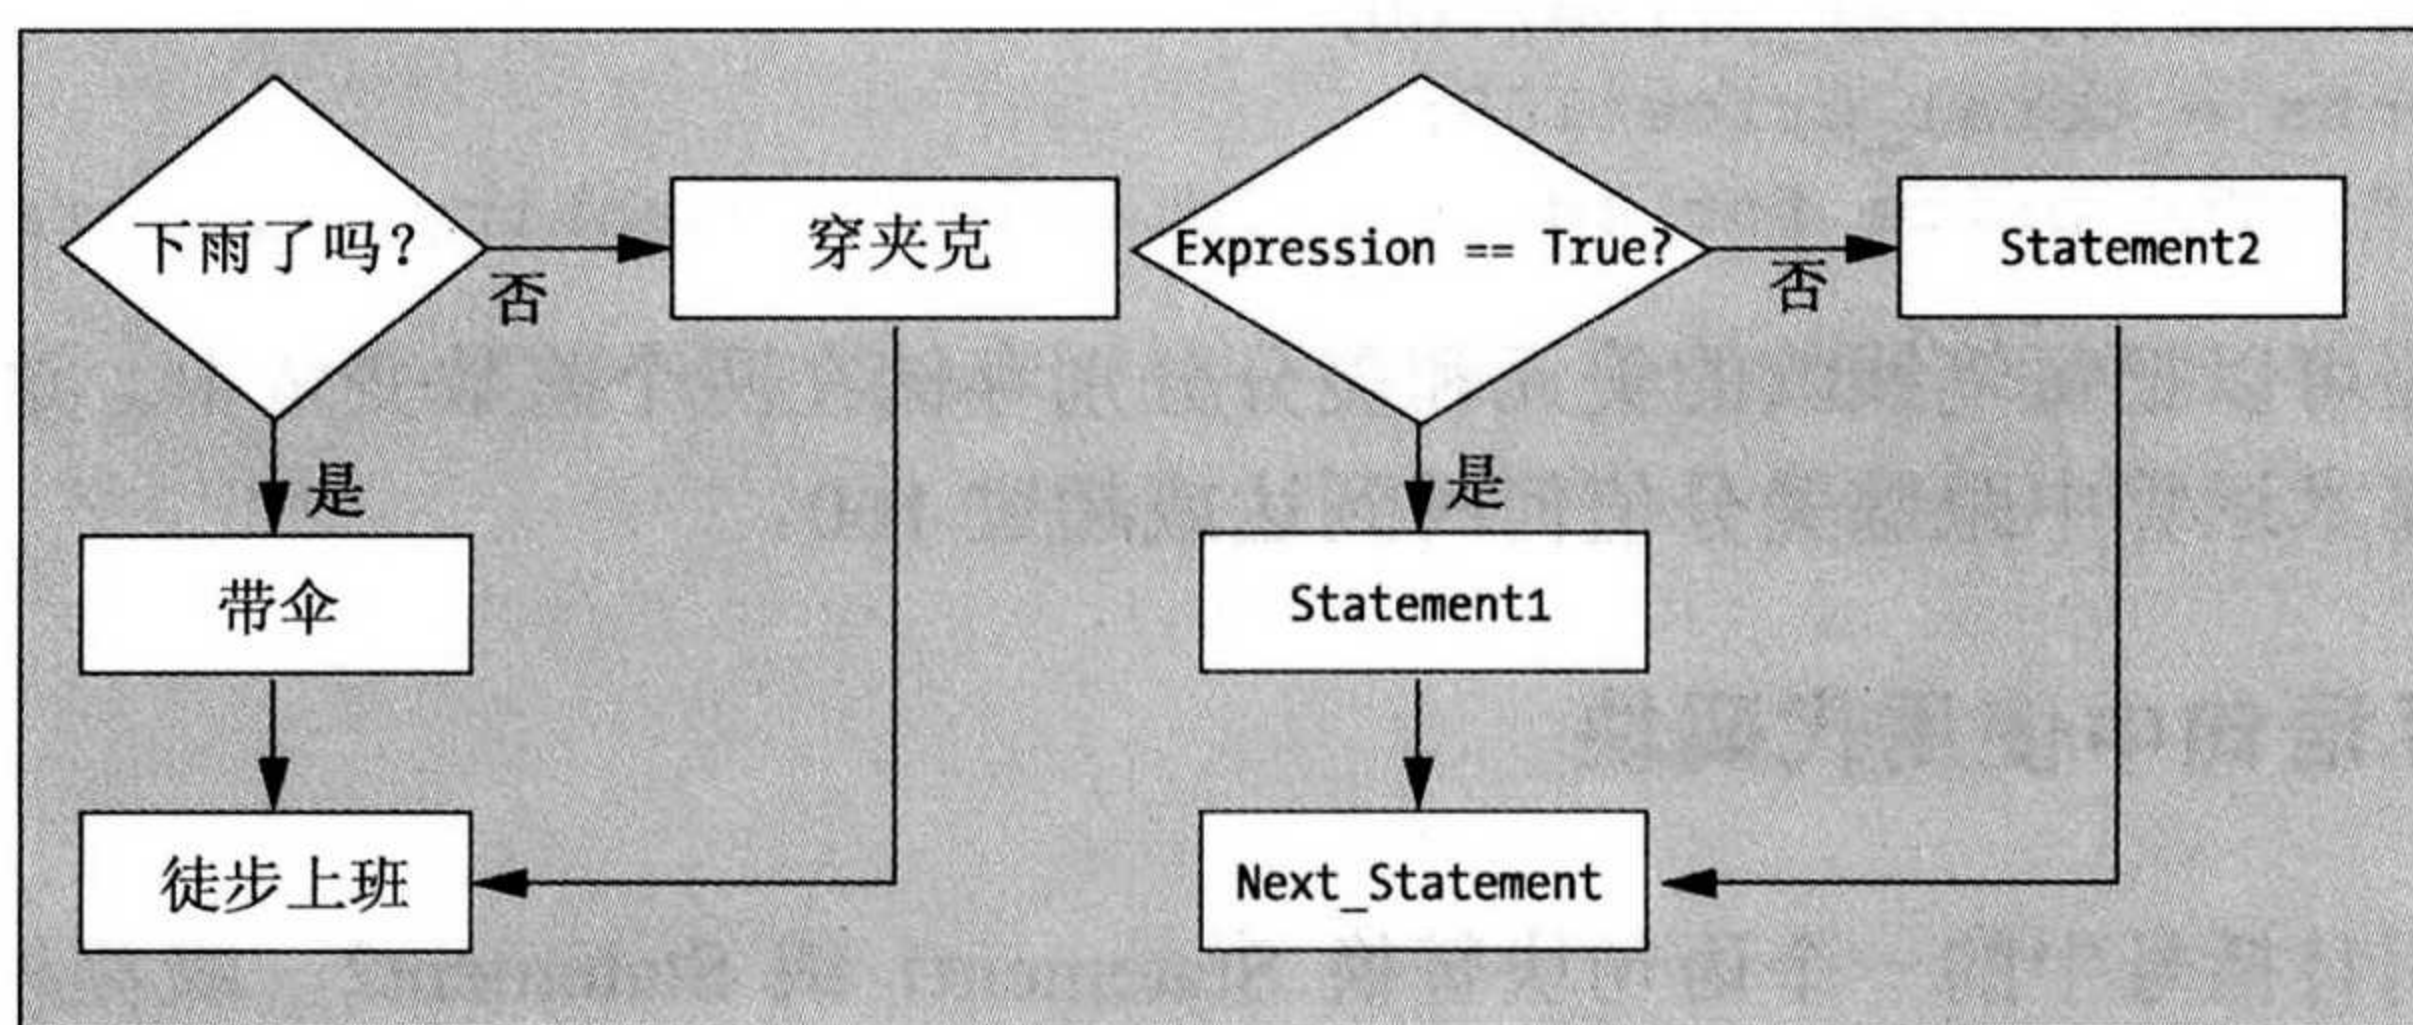 下雨了吗?
否
穿夹克
是
带伞
徒步上班
Expression == True?
否
Statement2
是
Statement1
Next_Statement